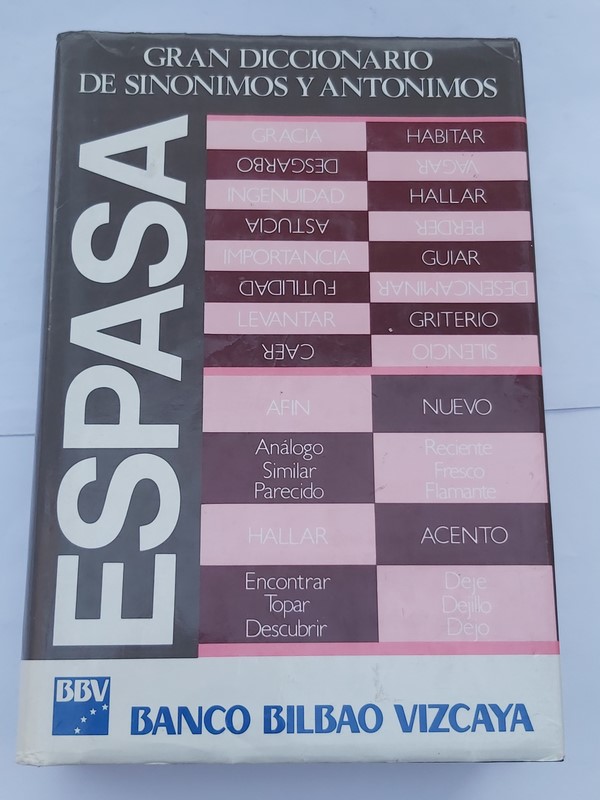 GRAN DICCIONARIO
DE SINONIMOS Y ANTONIMOS
ESPASA
GRACIA HABITAR
DESGARBO VAGAR
INGENUIDAD HALLAR
ASTUCIA PERDER
IMPORTANCIA GUIAR
FUTILIDAD DESENCAMINAR
LEVANTAR GRITERIO
CAER SILENCIO
AFIN NUEVO
Análogo Reciente
Similar Fresco
Parecido Flamante
HALLAR ACENTO
Encontrar Deje
Topar Dejillo
Descubrir Dejo
BBV
BANCO BILBAO VIZCAYA